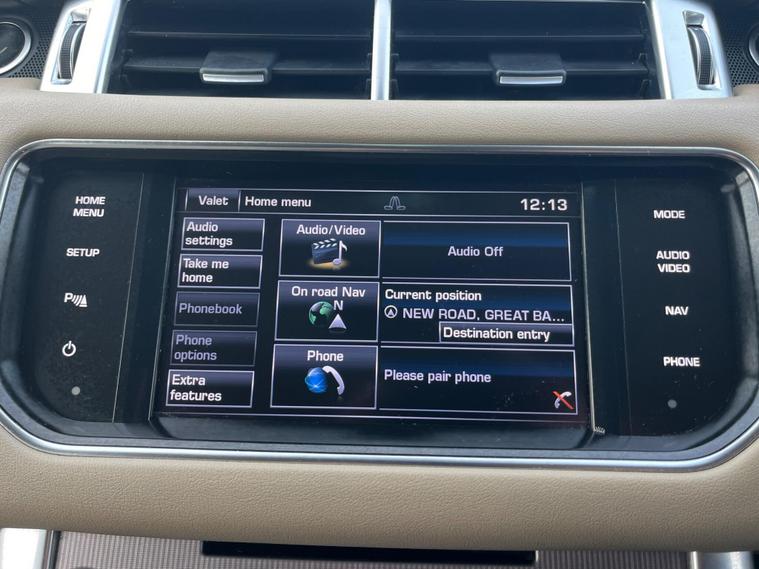 HOME
MENU
SETUP
P
Valet
Home menu
12:13
Audio
settings
Take me
home
Phonebook
Phone
options
Extra
features
Audio/Video
Audio Off
On road Nav
N
Current position
NEW ROAD, GREAT BA...
Destination entry
Phone
Please pair phone
MODE
AUDIO
VIDEO
NAV
PHONE